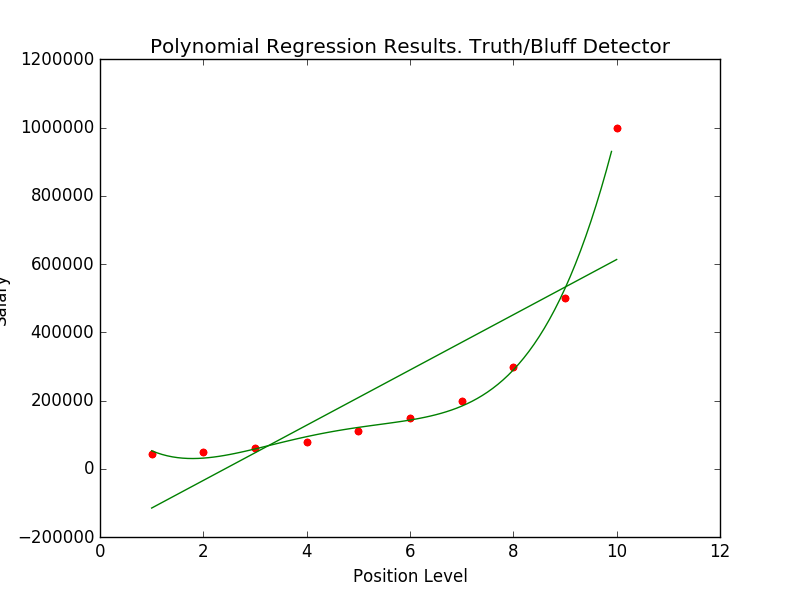 Polynomial Regression Results. Truth/Bluff Detector
1200000
1000000
800000
600000
400000
200000
0
−200000
0 2 4 6 8 10 12
Position Level
Salary